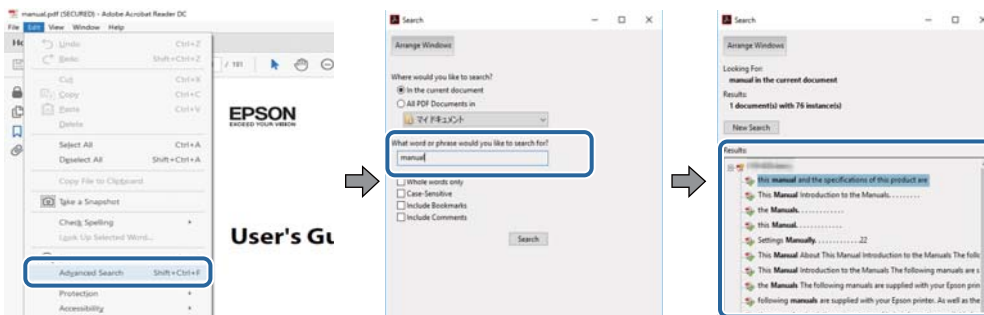 manual.pdf (SECURED) - Adobe Acrobat Reader DC
File Edit View Window Help
Undo Ctrl+Z
Redo Shift+Ctrl+Z
Cut Ctrl+X
Copy Ctrl+C
Paste Ctrl+V
Delete
Select All Ctrl+A
Deselect All Shift+Ctrl+A
Copy File to Clipboard
Take a Snapshot
Check Spelling
Look Up Selected Word...
Advanced Search Shift+Ctrl+F
Protection
Accessibility
/ 181
EPSON
EXCEED YOUR VISION
User's Gu
Search
Arrange Windows
Where would you like to search?
In the current document
All PDF Documents in
マイ ドキュメント
What word or phrase would you like to search for?
manual
Whole words only
Case-Sensitive
Include Bookmarks
Include Comments
Search
Search
Arrange Windows
Looking For:
manual in the current document
Results:
1 document(s) with 76 instance(s)
New Search
Results:
this manual and the specifications of this product are
This Manual Introduction to the Manuals. . . . . . . . .
the Manuals. . . . . . . . . . . . .
this Manual. . . . . . . . . . . . .
Settings Manually. . . . . . . . . . . .22
This Manual About This Manual Introduction to the Manuals The follo
This Manual Introduction to the Manuals The following manuals are s
the Manuals The following manuals are supplied with your Epson prin
following manuals are supplied with your Epson printer. As well as the